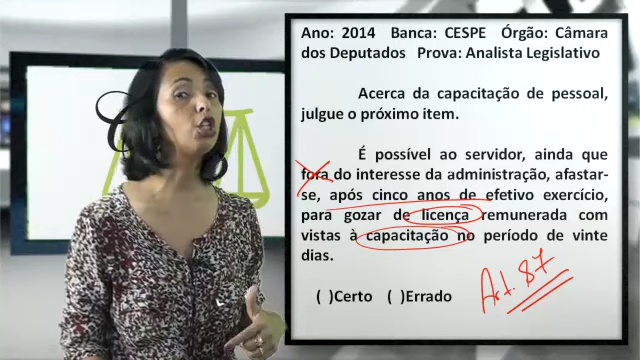 Ano: 2014 Banca: CESPE Órgão: Câmara
dos Deputados Prova: Analista Legislativo
Acerca da capacitação de pessoal,
julgue o próximo item.
É possível ao servidor, ainda que
fora do interesse da administração, afastar-
se, após cinco anos de efetivo exercício,
para gozar de licença remunerada com
vistas à capacitação no período de vinte
dias.
( )Certo ( )Errado
Art. 87